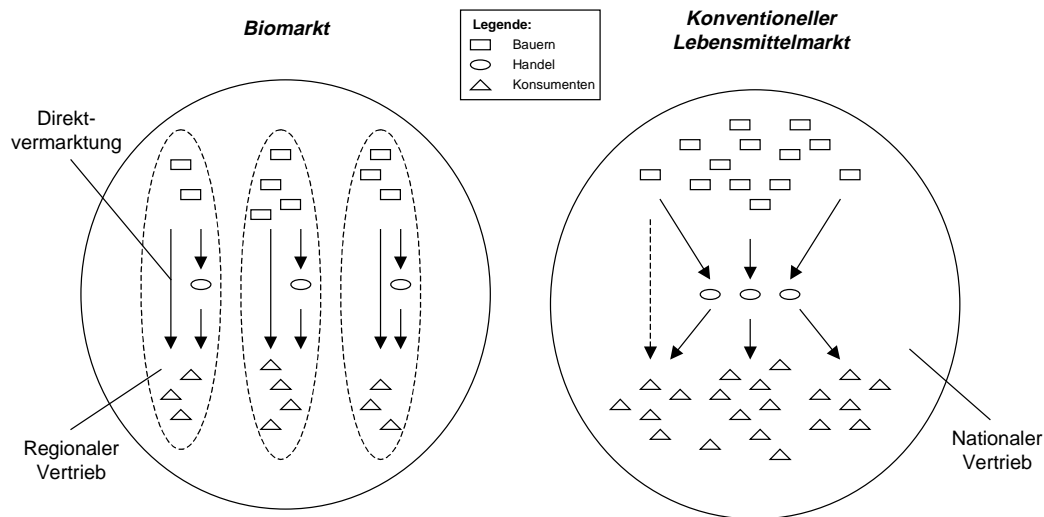 Biomarkt
Legende:
Bauern
Handel
Konsumenten
Konventioneller
Lebensmittelmarkt
Direkt-
vermarktung
Regionaler
Vertrieb
Nationaler
Vertrieb